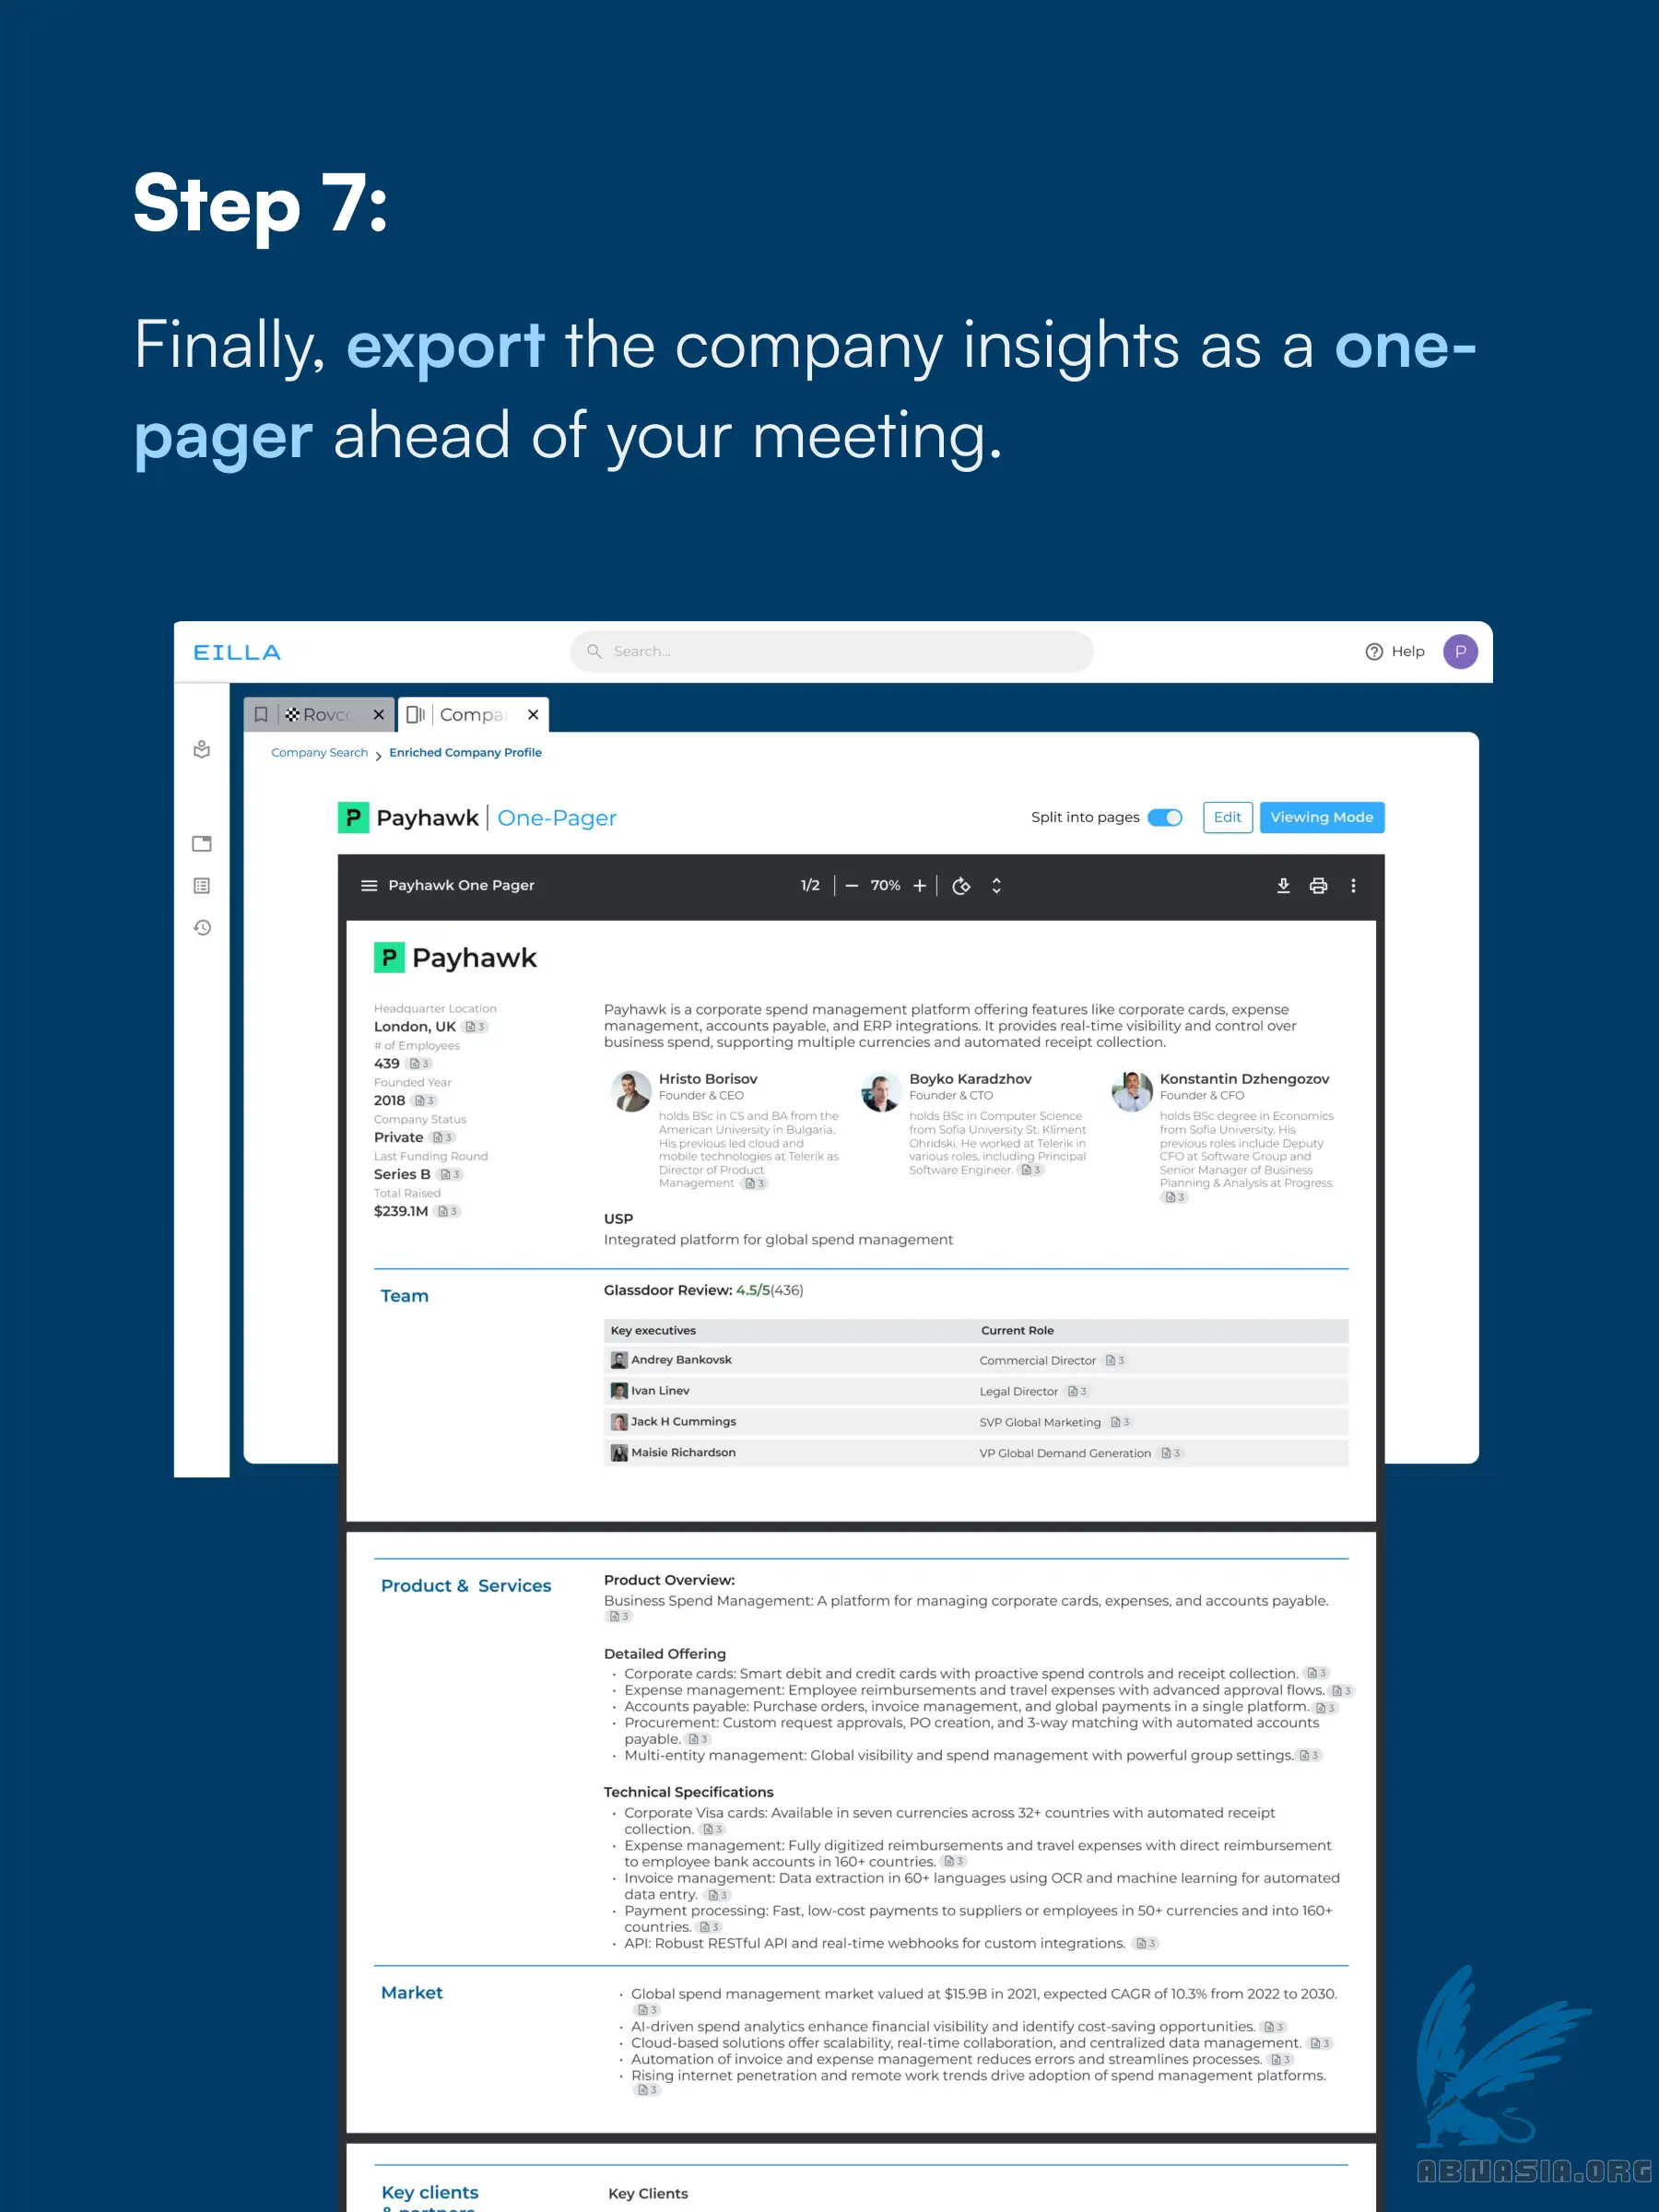 Step 7:
Finally, export the company insights as a one-
pager ahead of your meeting.
EILLA
Search...
Help
P
Rovc
Compa
Company Search > Enriched Company Profile
Payhawk | One-Pager
Split into pages
Edit
Viewing Mode
Payhawk One Pager
1/2
70%
Payhawk
Headquarter Location
London, UK 3
# of Employees
439 3
Founded Year
2018 3
Company Status
Private 3
Last Funding Round
Series B 3
Total Raised
$239.1M 3
Payhawk is a corporate spend management platform offering features like corporate cards, expense
management, accounts payable, and ERP integrations. It provides real-time visibility and control over
business spend, supporting multiple currencies and automated receipt collection.
Hristo Borisov
Founder & CEO
holds BSc in CS and BA from the
American University in Bulgaria.
His previous led cloud and
mobile technologies at Telerik as
Director of Product
Management 3
Boyko Karadzhov
Founder & CTO
holds BSc in Computer Science
from Sofia University St. Kliment
Ohridski. He worked at Telerik in
various roles, including Principal
Software Engineer. 3
Konstantin Dzhengozov
Founder & CFO
holds BSc degree in Economics
from Sofia University. His
previous roles include Deputy
CFO at Software Group and
Senior Manager of Business
Planning & Analysis at Progress.
3
USP
Integrated platform for global spend management
Team
Glassdoor Review: 4.5/5(436)
Key executives Current Role
Andrey Bankovsk Commercial Director 3
Ivan Linev Legal Director 3
Jack H Cummings SVP Global Marketing 3
Maisie Richardson VP Global Demand Generation 3
Product & Services
Product Overview:
Business Spend Management: A platform for managing corporate cards, expenses, and accounts payable.
3
Detailed Offering
• Corporate cards: Smart debit and credit cards with proactive spend controls and receipt collection. 3
• Expense management: Employee reimbursements and travel expenses with advanced approval flows. 3
• Accounts payable: Purchase orders, invoice management, and global payments in a single platform. 3
• Procurement: Custom request approvals, PO creation, and 3-way matching with automated accounts
payable. 3
• Multi-entity management: Global visibility and spend management with powerful group settings. 3
Technical Specifications
• Corporate Visa cards: Available in seven currencies across 32+ countries with automated receipt
collection. 3
• Expense management: Fully digitized reimbursements and travel expenses with direct reimbursement
to employee bank accounts in 160+ countries. 3
• Invoice management: Data extraction in 60+ languages using OCR and machine learning for automated
data entry. 3
• Payment processing: Fast, low-cost payments to suppliers or employees in 50+ currencies and into 160+
countries. 3
• API: Robust RESTful API and real-time webhooks for custom integrations. 3
Market
• Global spend management market valued at $15.9B in 2021, expected CAGR of 10.3% from 2022 to 2030.
3
• AI-driven spend analytics enhance financial visibility and identify cost-saving opportunities. 3
• Cloud-based solutions offer scalability, real-time collaboration, and centralized data management. 3
• Automation of invoice and expense management reduces errors and streamlines processes. 3
• Rising internet penetration and remote work trends drive adoption of spend management platforms.
3
Key clients
& partners
Key Clients
ABNASIA.ORG